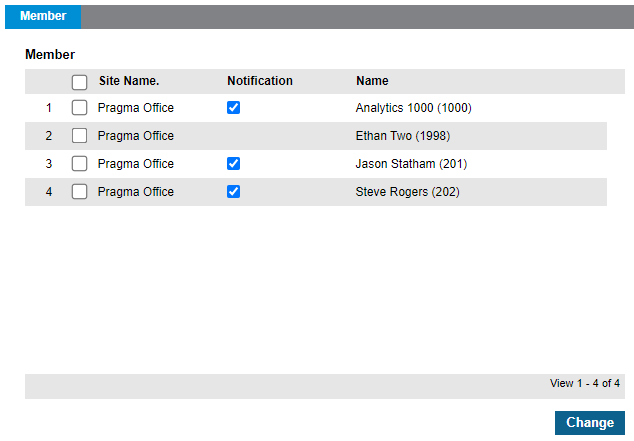 Member
Member
Site Name. Notification Name
1 Pragma Office Analytics 1000 (1000)
2 Pragma Office Ethan Two (1998)
3 Pragma Office Jason Statham (201)
4 Pragma Office Steve Rogers (202)
View 1 - 4 of 4
Change